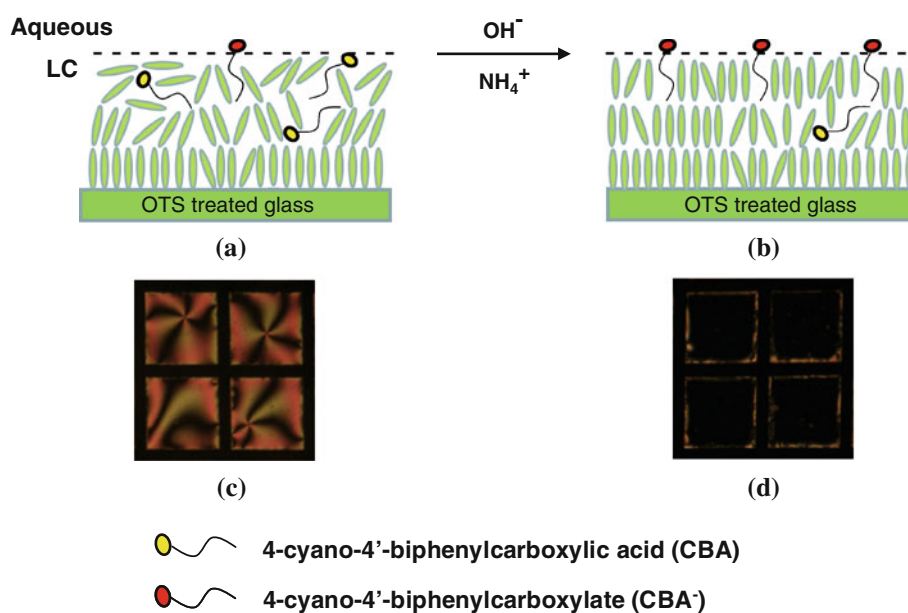 Aqueous
LC
OH⁻
NH₄⁺
OTS treated glass
OTS treated glass
(a)
(b)
(c)
(d)
4-cyano-4’-biphenylcarboxylic acid (CBA)
4-cyano-4’-biphenylcarboxylate (CBA⁻)